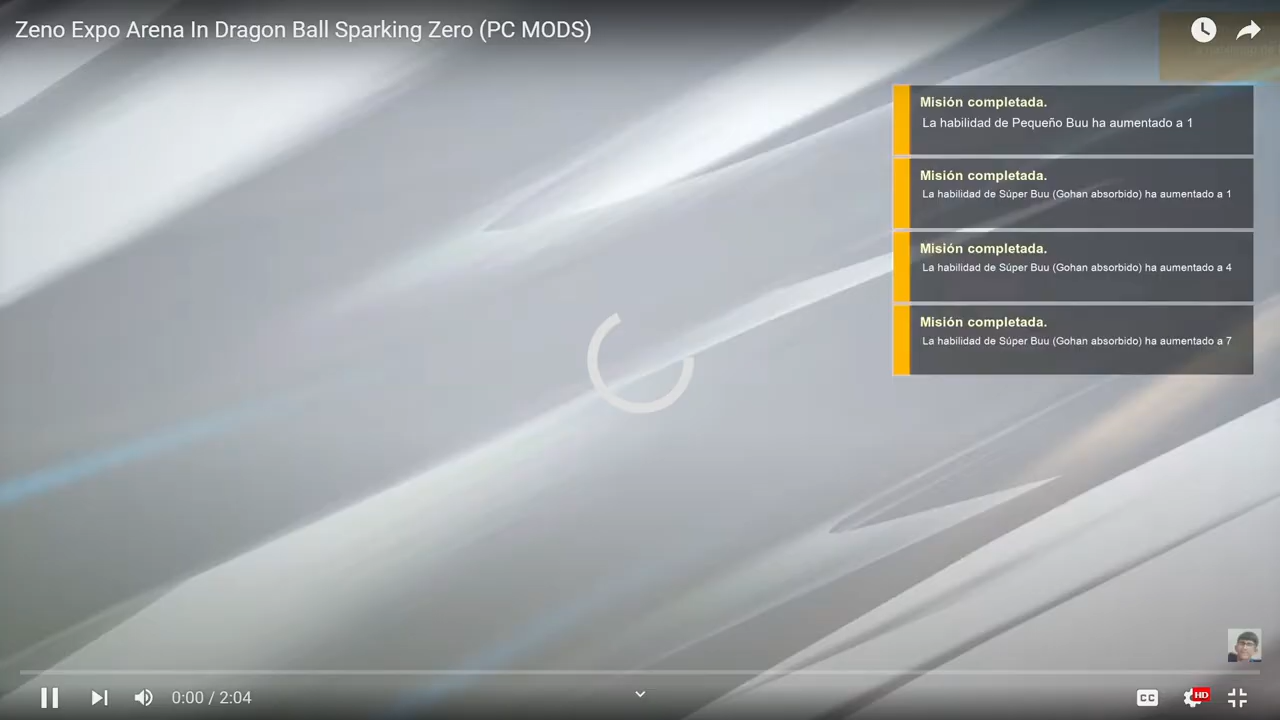 Zeno Expo Arena In Dragon Ball Sparking Zero (PC MODS)
Misión completada.
La habilidad de Pequeño Buu ha aumentado a 1
Misión completada.
La habilidad de Súper Buu (Gohan absorbido) ha aumentado a 1
Misión completada.
La habilidad de Súper Buu (Gohan absorbido) ha aumentado a 4
Misión completada.
La habilidad de Súper Buu (Gohan absorbido) ha aumentado a 7
0:00 / 2:04
CC
HD